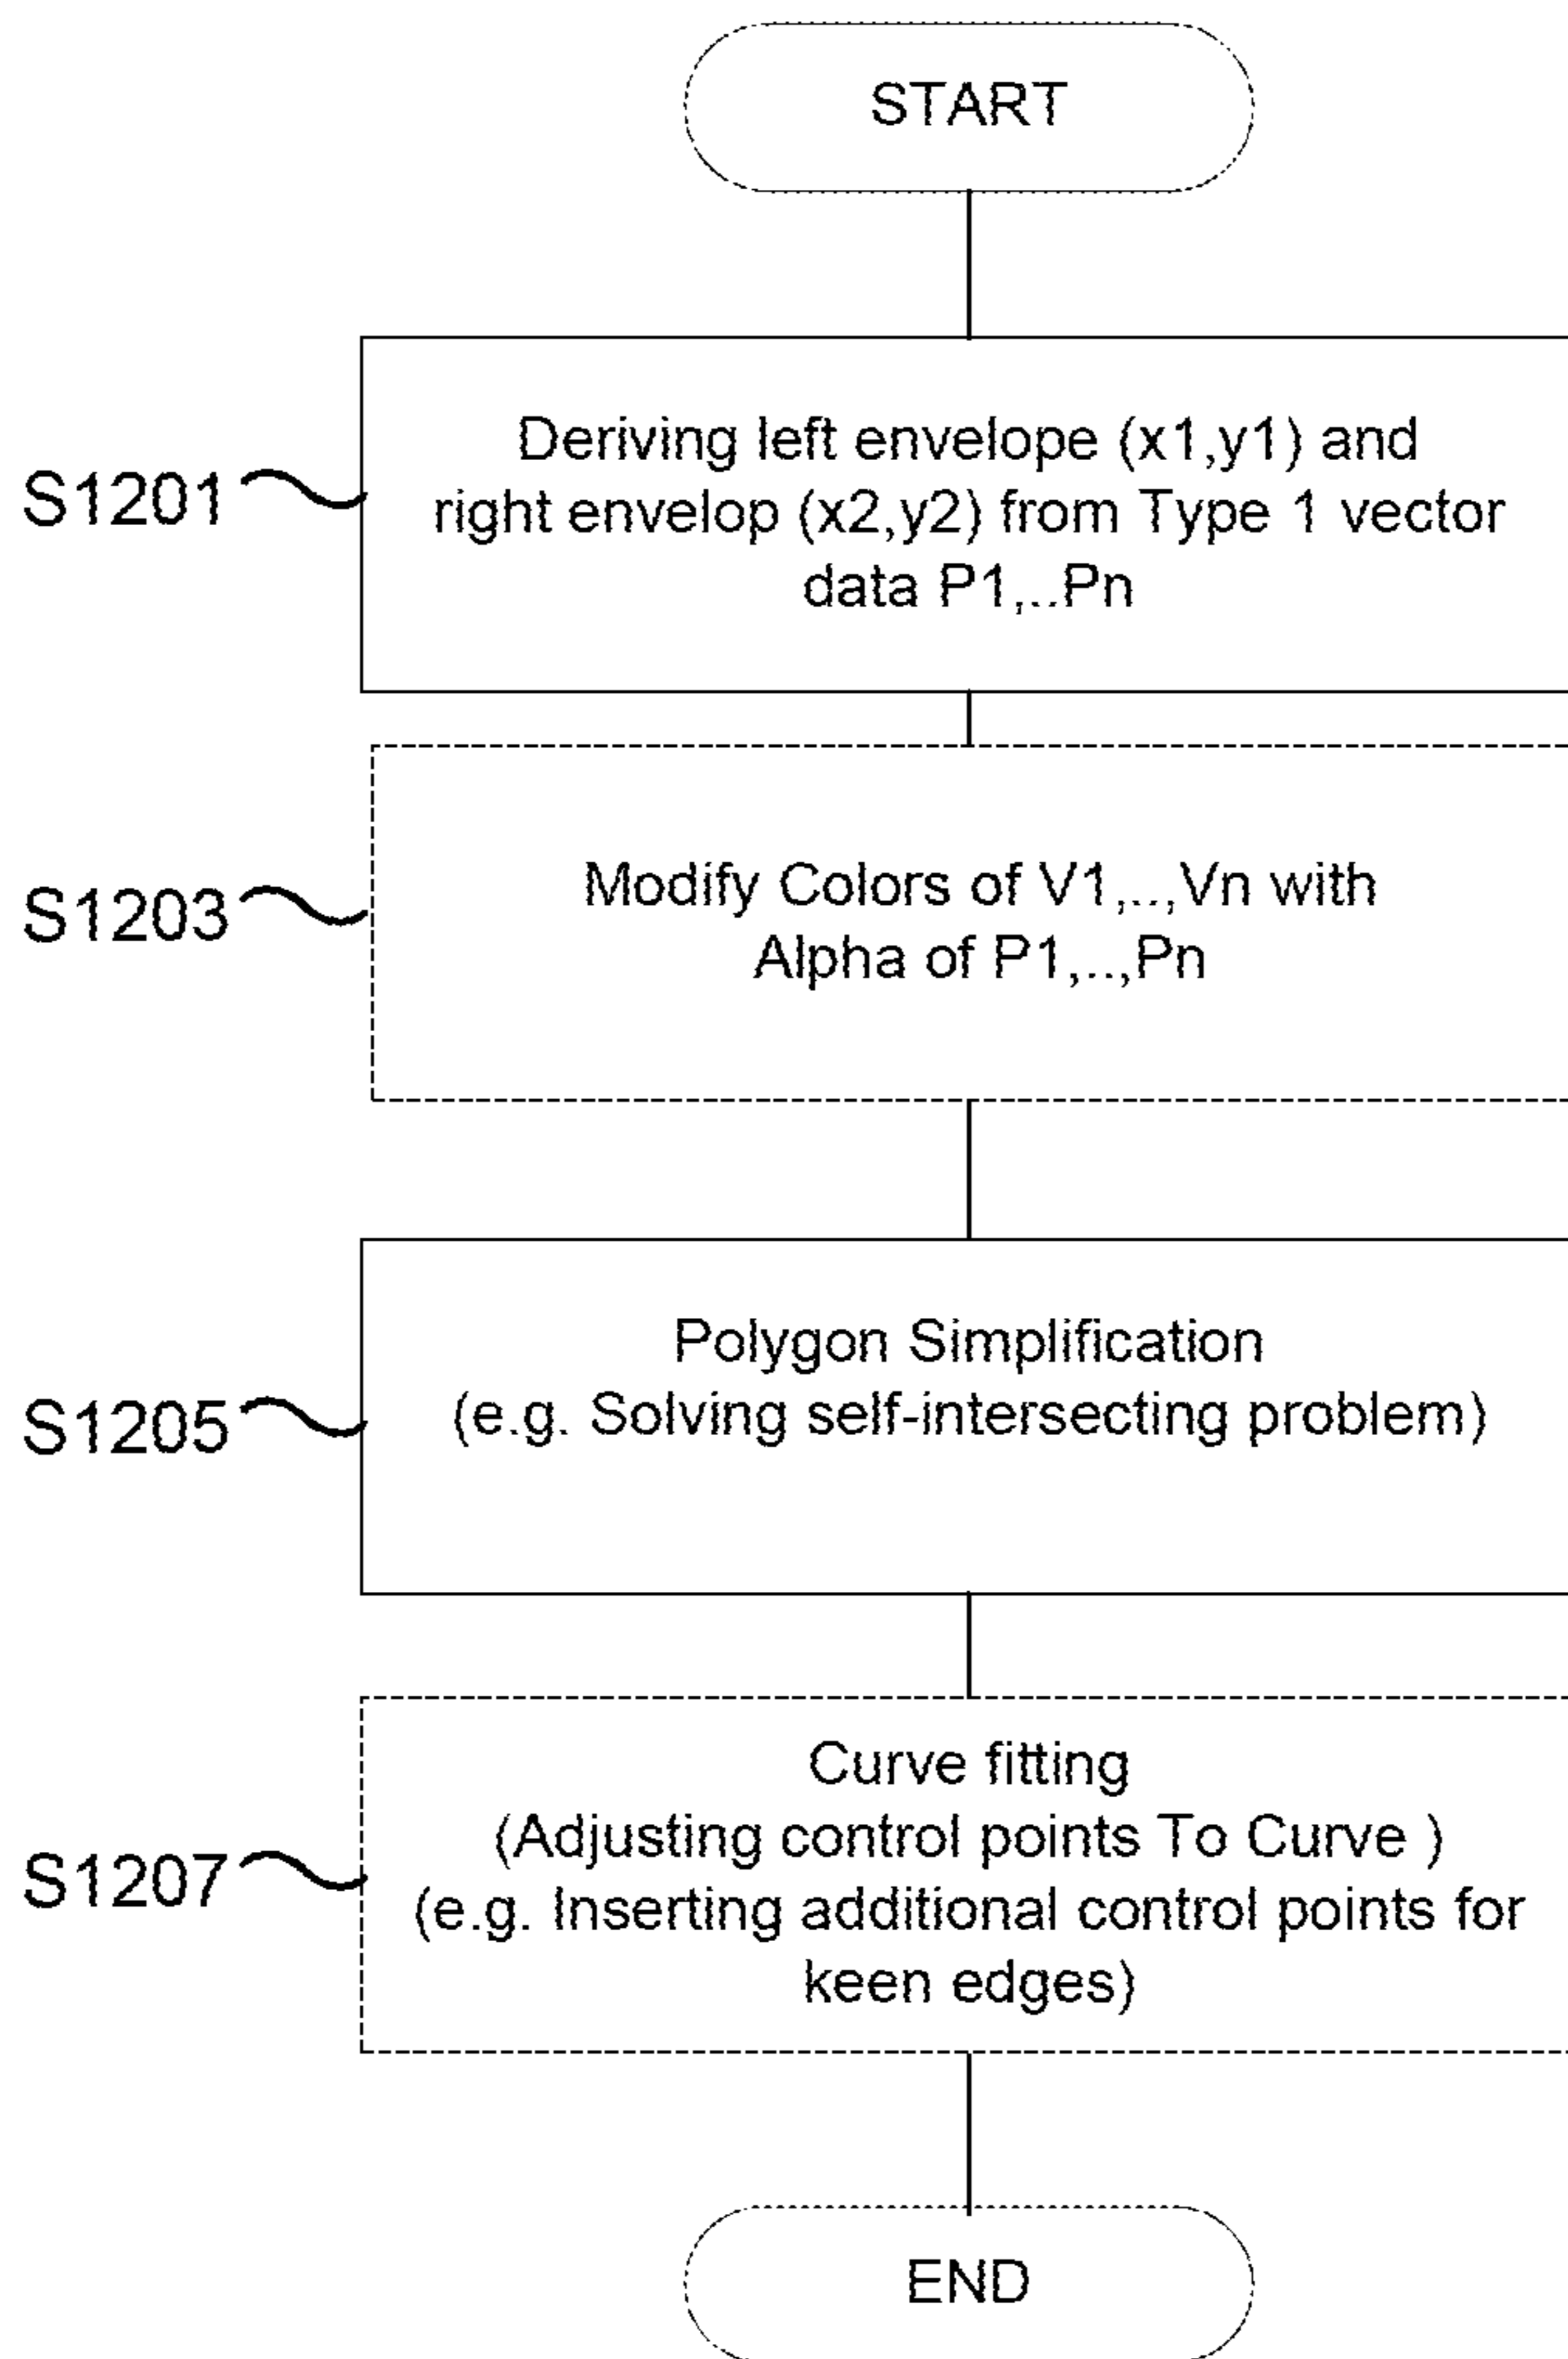 START
S1201
Deriving left envelope (x1,y1) and
right envelop (x2,y2) from Type 1 vector
data P1,..Pn
S1203
Modify Colors of V1,..,Vn with
Alpha of P1,..,Pn
S1205
Polygon Simplification
(e.g. Solving self-intersecting problem)
S1207
Curve fitting
(Adjusting control points To Curve )
(e.g. Inserting additional control points for
keen edges)
END